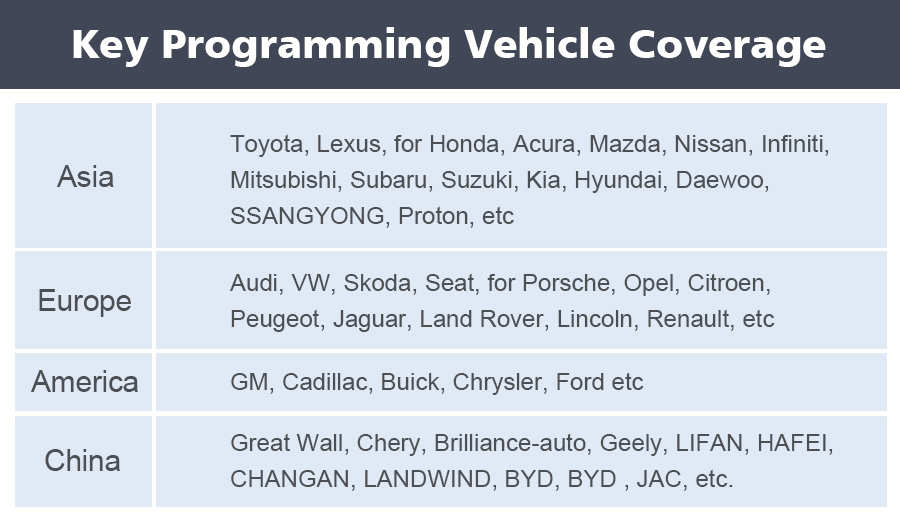 Key Programming Vehicle Coverage
Asia
Toyota, Lexus, for Honda, Acura, Mazda, Nissan, Infiniti,
Mitsubishi, Subaru, Suzuki, Kia, Hyundai, Daewoo,
SSANGYONG, Proton, etc
Europe
Audi, VW, Skoda, Seat, for Porsche, Opel, Citroen,
Peugeot, Jaguar, Land Rover, Lincoln, Renault, etc
America
GM, Cadillac, Buick, Chrysler, Ford etc
China
Great Wall, Chery, Brilliance-auto, Geely, LIFAN, HAFEI,
CHANGAN, LANDWIND, BYD, BYD , JAC, etc.